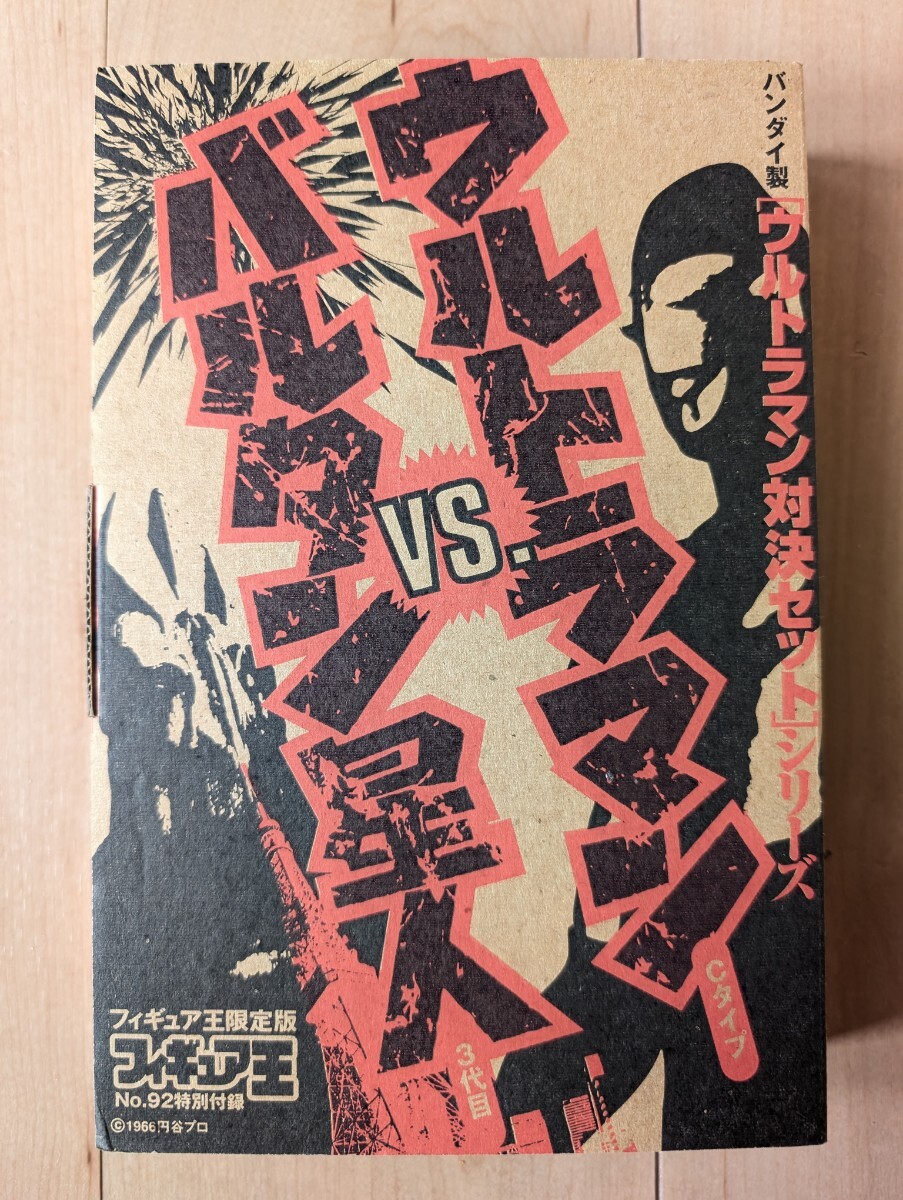 バンダイ製
[ウルトラマン対決セット]シリーズ
ウルトラマン
Cタイプ
VS.
バルタン星人
3代目
フィギュア王限定版
フィギュア王
No.92特別付録
©1966円谷プロ